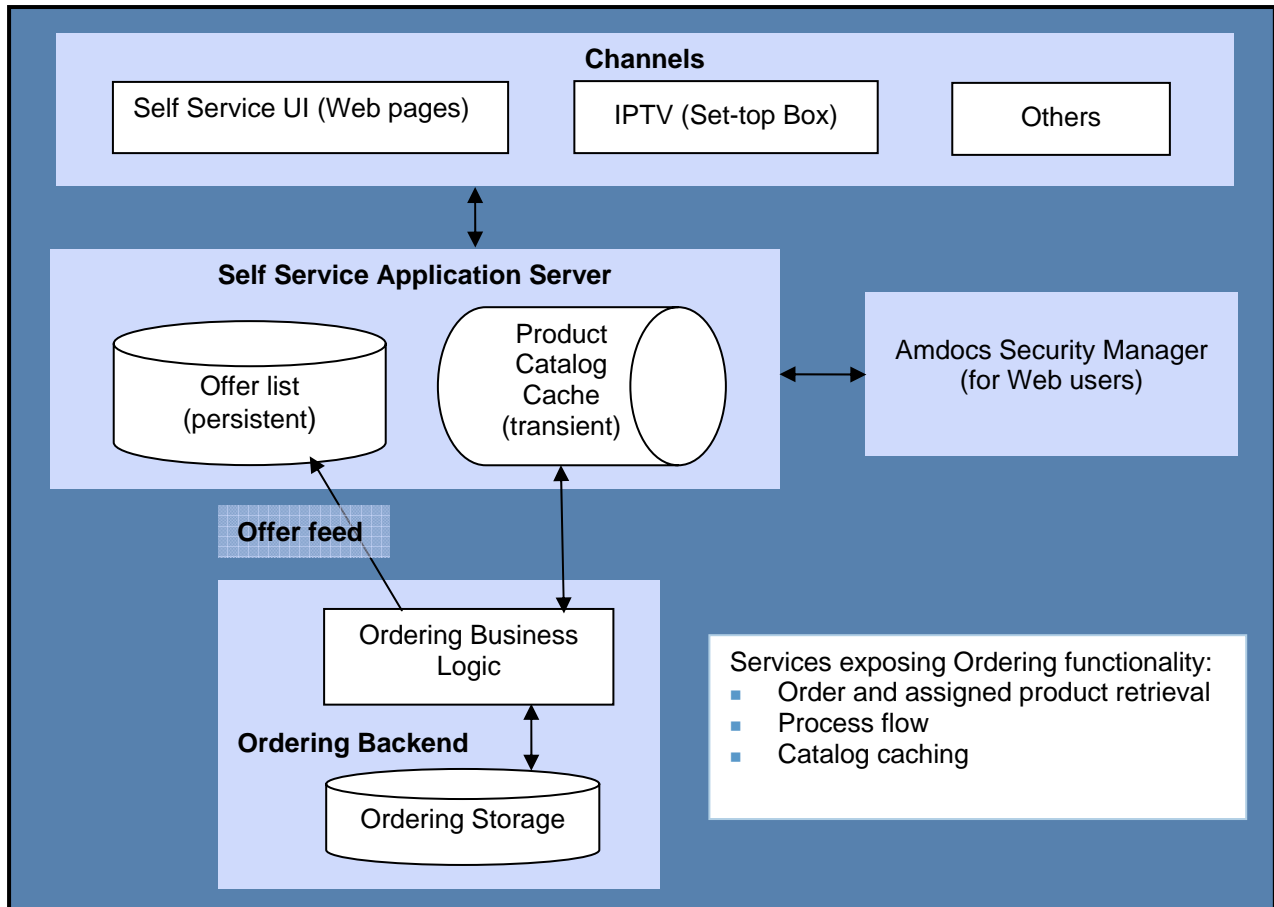 Channels
Self Service UI (Web pages)
IPTV (Set-top Box)
Others
Self Service Application Server
Offer list
(persistent)
Product
Catalog
Cache
(transient)
Amdocs Security Manager
(for Web users)
Offer feed
Ordering Business
Logic
Ordering Backend
Ordering Storage
Services exposing Ordering functionality:
■ Order and assigned product retrieval
■ Process flow
■ Catalog caching